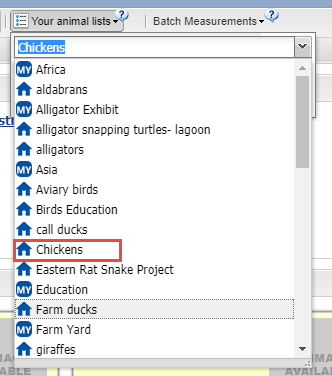 Your animal lists ? Batch Measurements ?
Chickens
MY Africa
aldabrans
MY Alligator Exhibit
alligator snapping turtles- lagoon
alligators
MY Asia
Aviary birds
Birds Education
call ducks
Chickens
Eastern Rat Snake Project
MY Education
Farm ducks
MY Farm Yard
giraffes